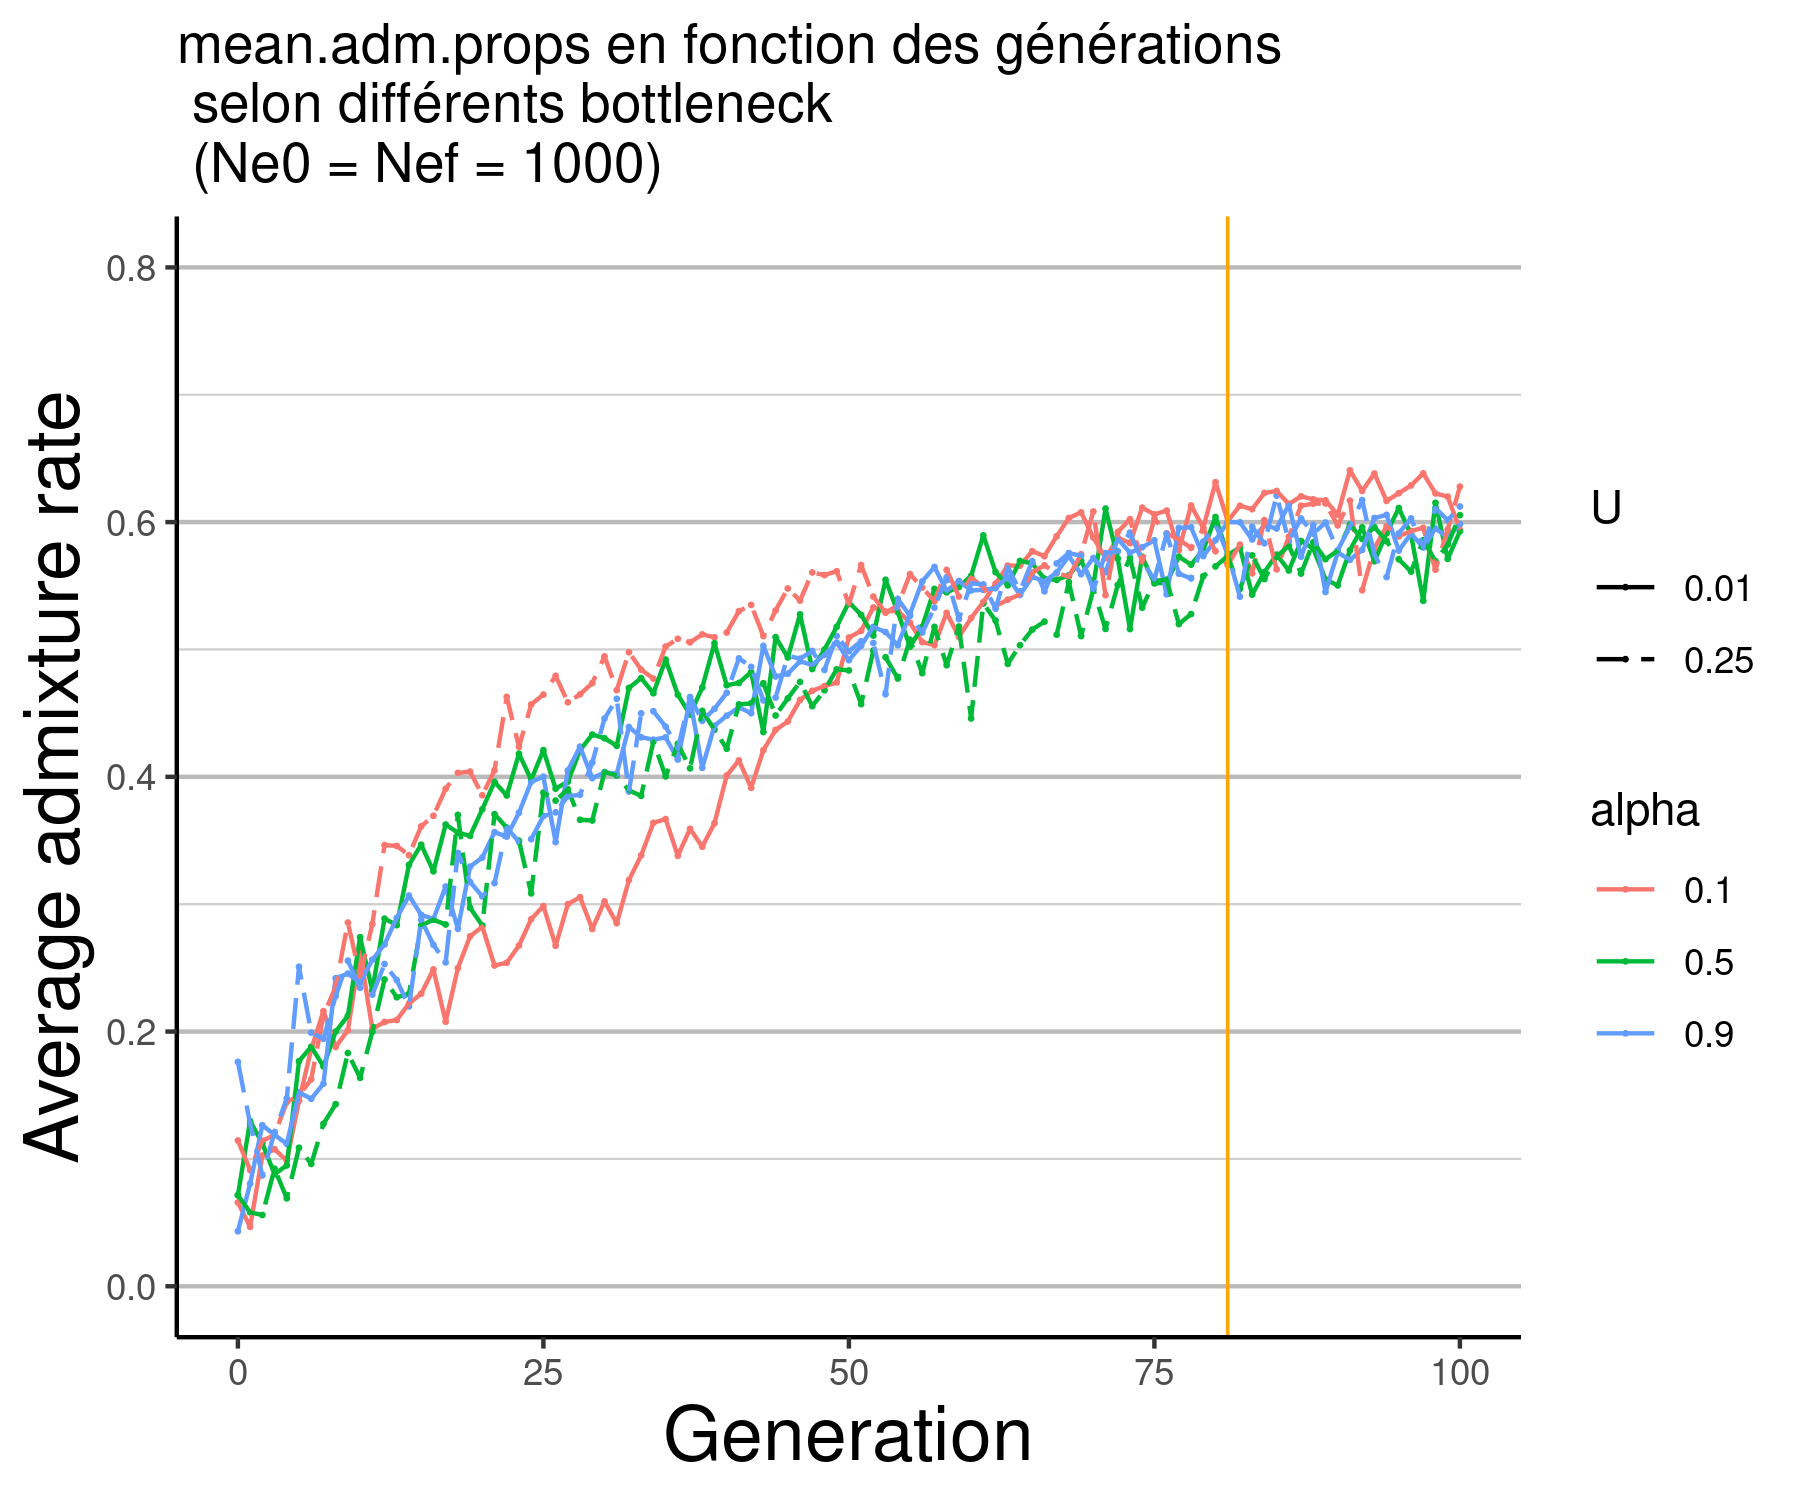 mean.adm.props en fonction des générations
selon différents bottleneck
(Ne0 = Nef = 1000)
Average admixture rate
0.8
0.6
0.4
0.2
0.0
0
25
50
75
100
Generation
U
0.01
0.25
alpha
0.1
0.5
0.9